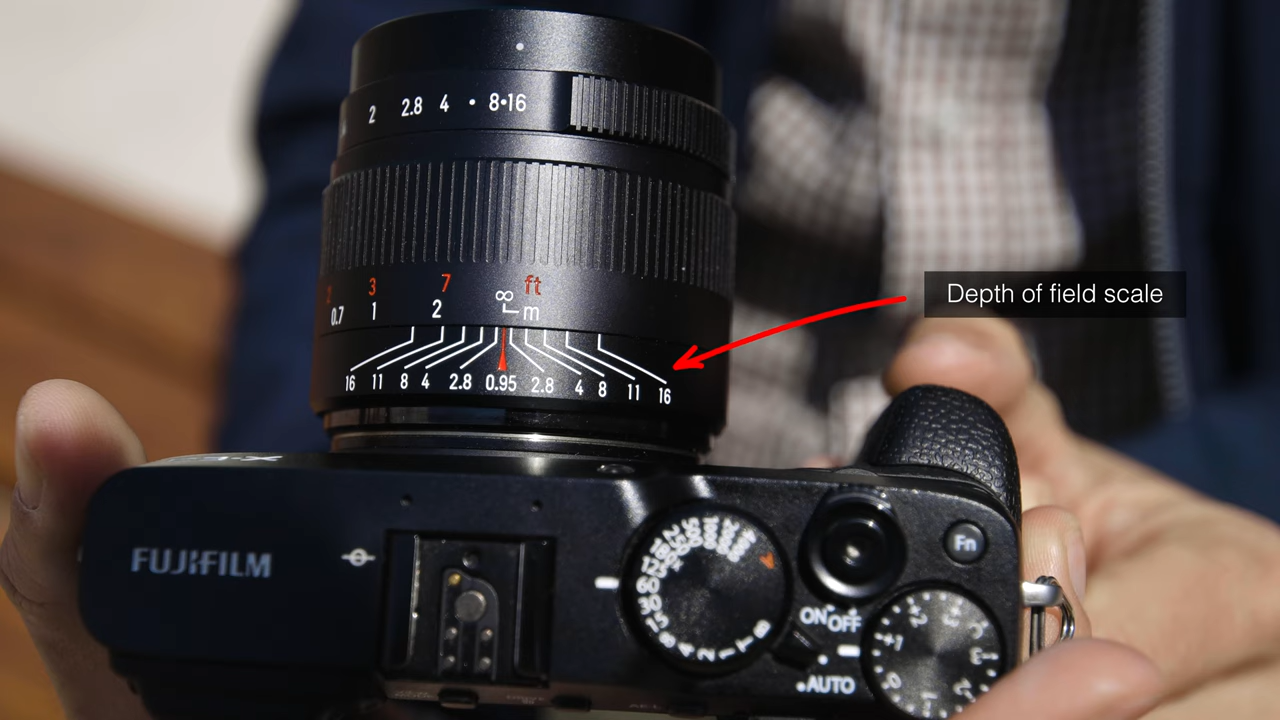 2 2.8 4 • 8•16
2 3 7 ft
0.7 1 2 ∞ m
Depth of field scale
16 11 8 4 2.8 0.95 2.8 4 8 11 16
FUJIFILM
Fn
ON OFF
AUTO